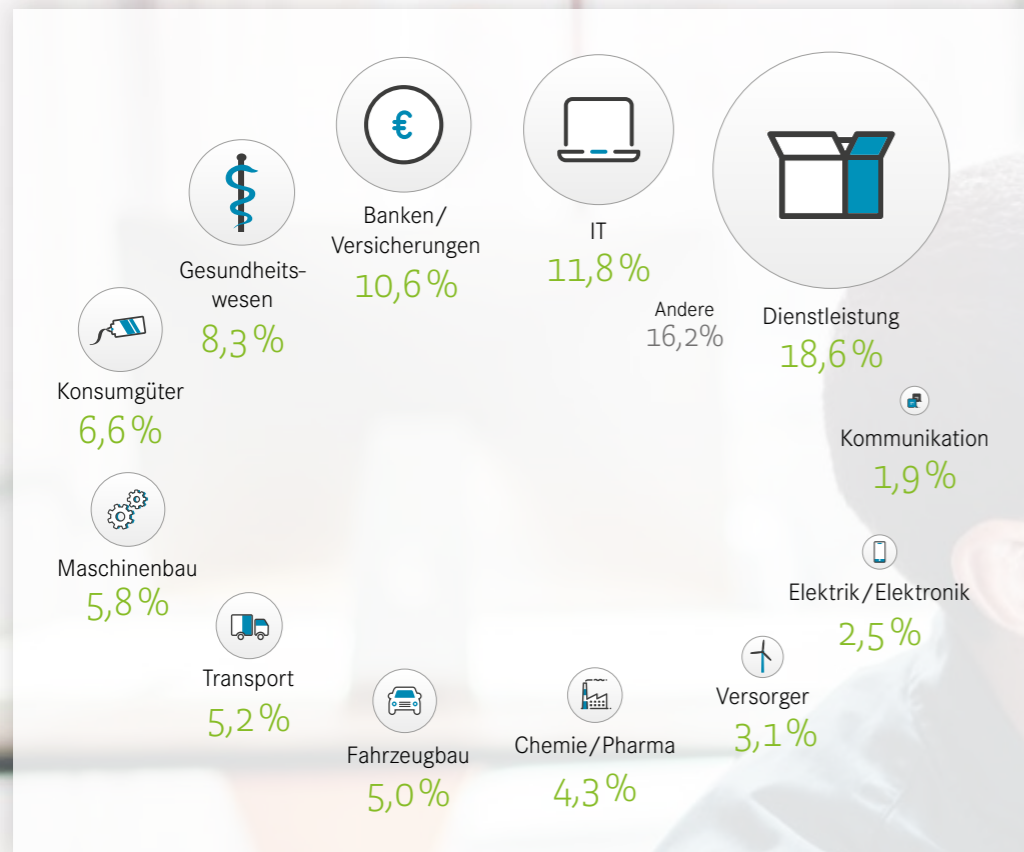 €
Banken/
Versicherungen
10,6 %
IT
11,8 %
Andere
16,2%
Dienstleistung
18,6 %
Gesundheits-
wesen
8,3 %
Konsumgüter
6,6 %
Kommunikation
1,9 %
Maschinenbau
5,8 %
Elektrik/Elektronik
2,5 %
Transport
5,2 %
Versorger
3,1 %
Fahrzeugbau
5,0 %
Chemie/Pharma
4,3 %